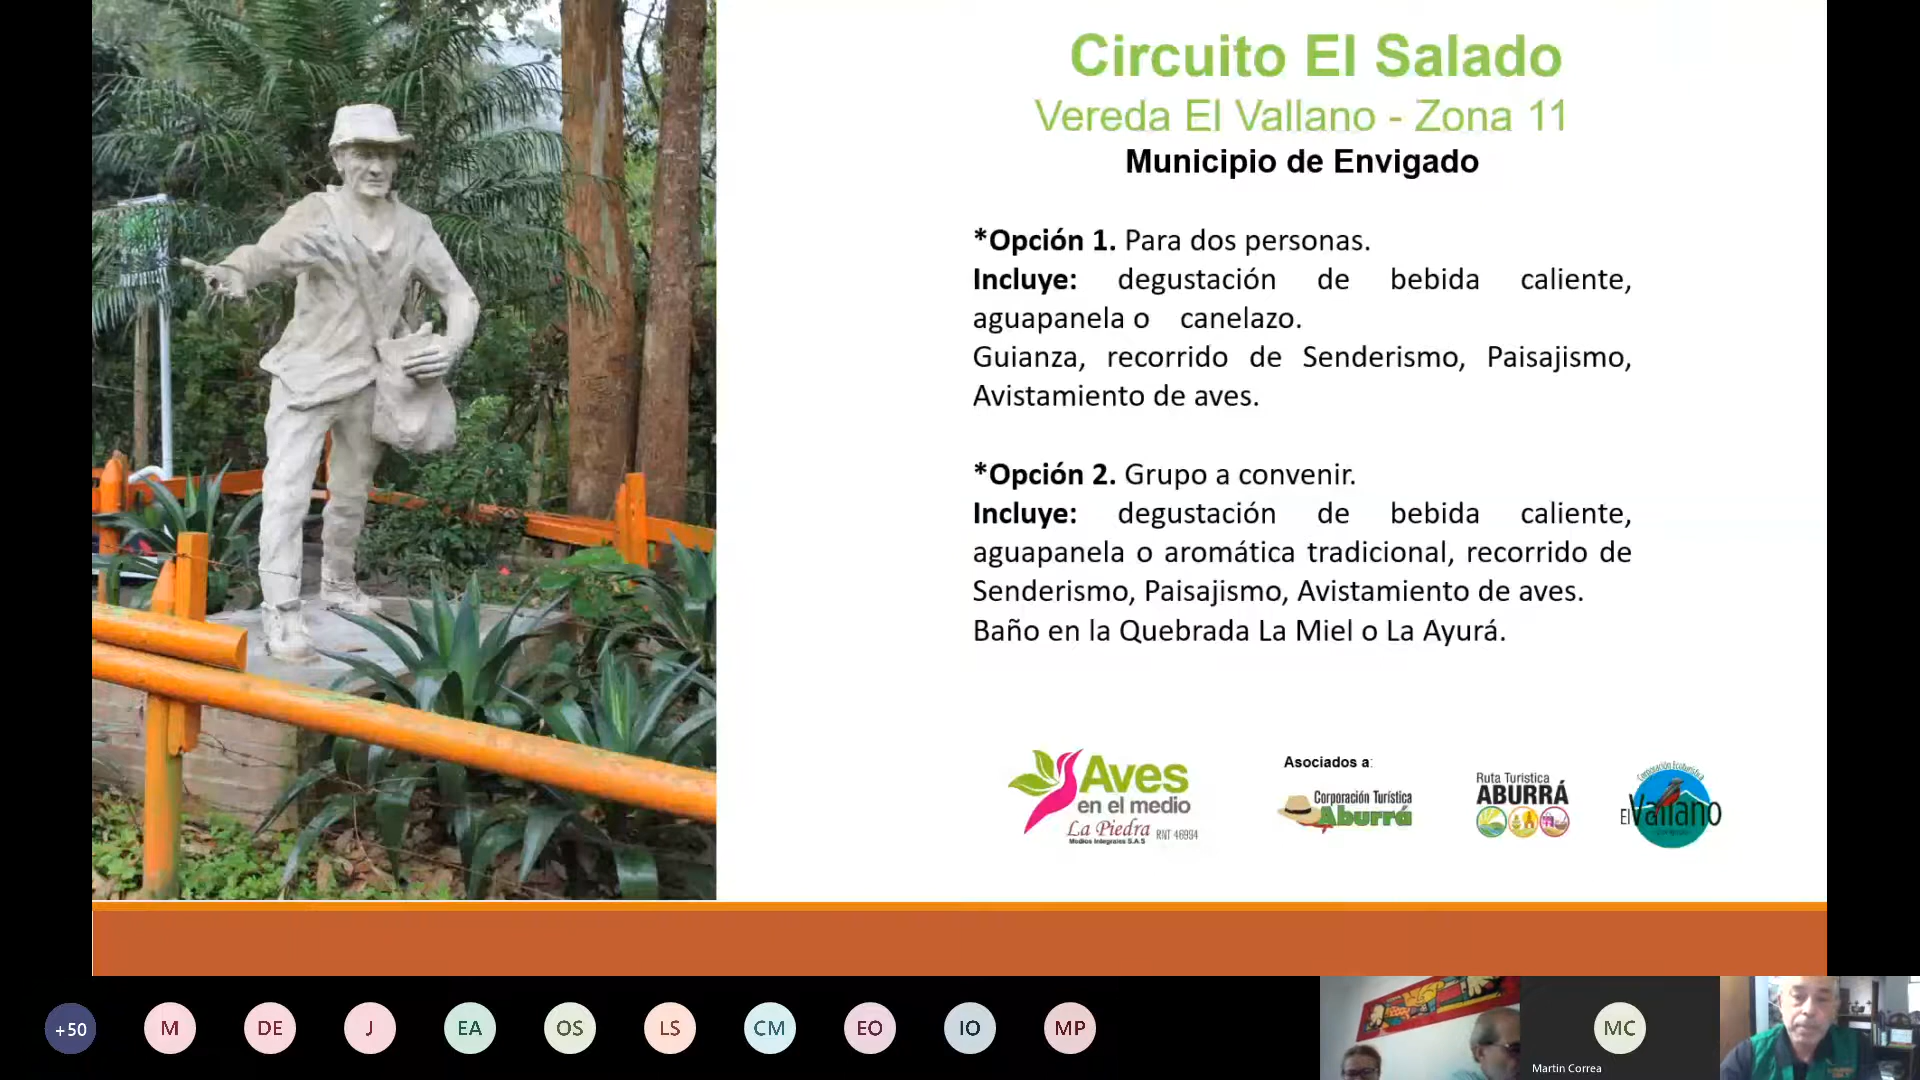 Circuito El Salado
Vereda El Vallano - Zona 11
Municipio de Envigado
*Opción 1. Para dos personas.
Incluye: degustación de bebida caliente,
aguapanela o canelazo.
Guianza, recorrido de Senderismo, Paisajismo,
Avistamiento de aves.
*Opción 2. Grupo a convenir.
Incluye: degustación de bebida caliente,
aguapanela o aromática tradicional, recorrido de
Senderismo, Paisajismo, Avistamiento de aves.
Baño en la Quebrada La Miel o La Ayurá.
Aves
en el medio
La Piedra RNT 46994
Medios Integrales S.A.S
Asociados a:
Corporación Turística
Aburrá
Ruta Turística
ABURRÁ
Corporación Ecoturística
El Vallano
+50
M
DE
J
EA
OS
LS
CM
EO
IO
MP
MC
Martin Correa